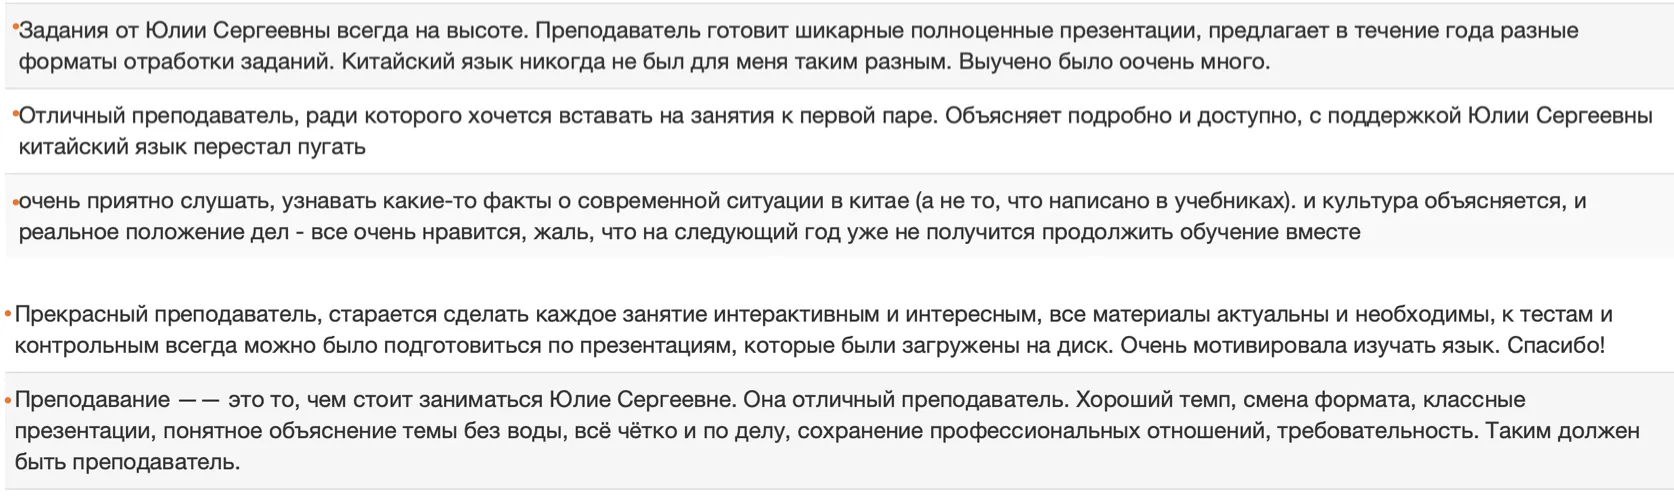 •Задания от Юлии Сергеевны всегда на высоте. Преподаватель готовит шикарные полноценные презентации, предлагает в течение года разные
форматы отработки заданий. Китайский язык никогда не был для меня таким разным. Выучено было оочень много.
•Отличный преподаватель, ради которого хочется вставать на занятия к первой паре. Объясняет подробно и доступно, с поддержкой Юлии Сергеевны
китайский язык перестал пугать
•очень приятно слушать, узнавать какие-то факты о современной ситуации в китае (а не то, что написано в учебниках). и культура объясняется, и
реальное положение дел - все очень нравится, жаль, что на следующий год уже не получится продолжить обучение вместе
•Прекрасный преподаватель, старается сделать каждое занятие интерактивным и интересным, все материалы актуальны и необходимы, к тестам и
контрольным всегда можно было подготовиться по презентациям, которые были загружены на диск. Очень мотивировала изучать язык. Спасибо!
•Преподавание —— это то, чем стоит заниматься Юлие Сергеевне. Она отличный преподаватель. Хороший темп, смена формата, классные
презентации, понятное объяснение темы без воды, всё чётко и по делу, сохранение профессиональных отношений, требовательность. Таким должен
быть преподаватель.